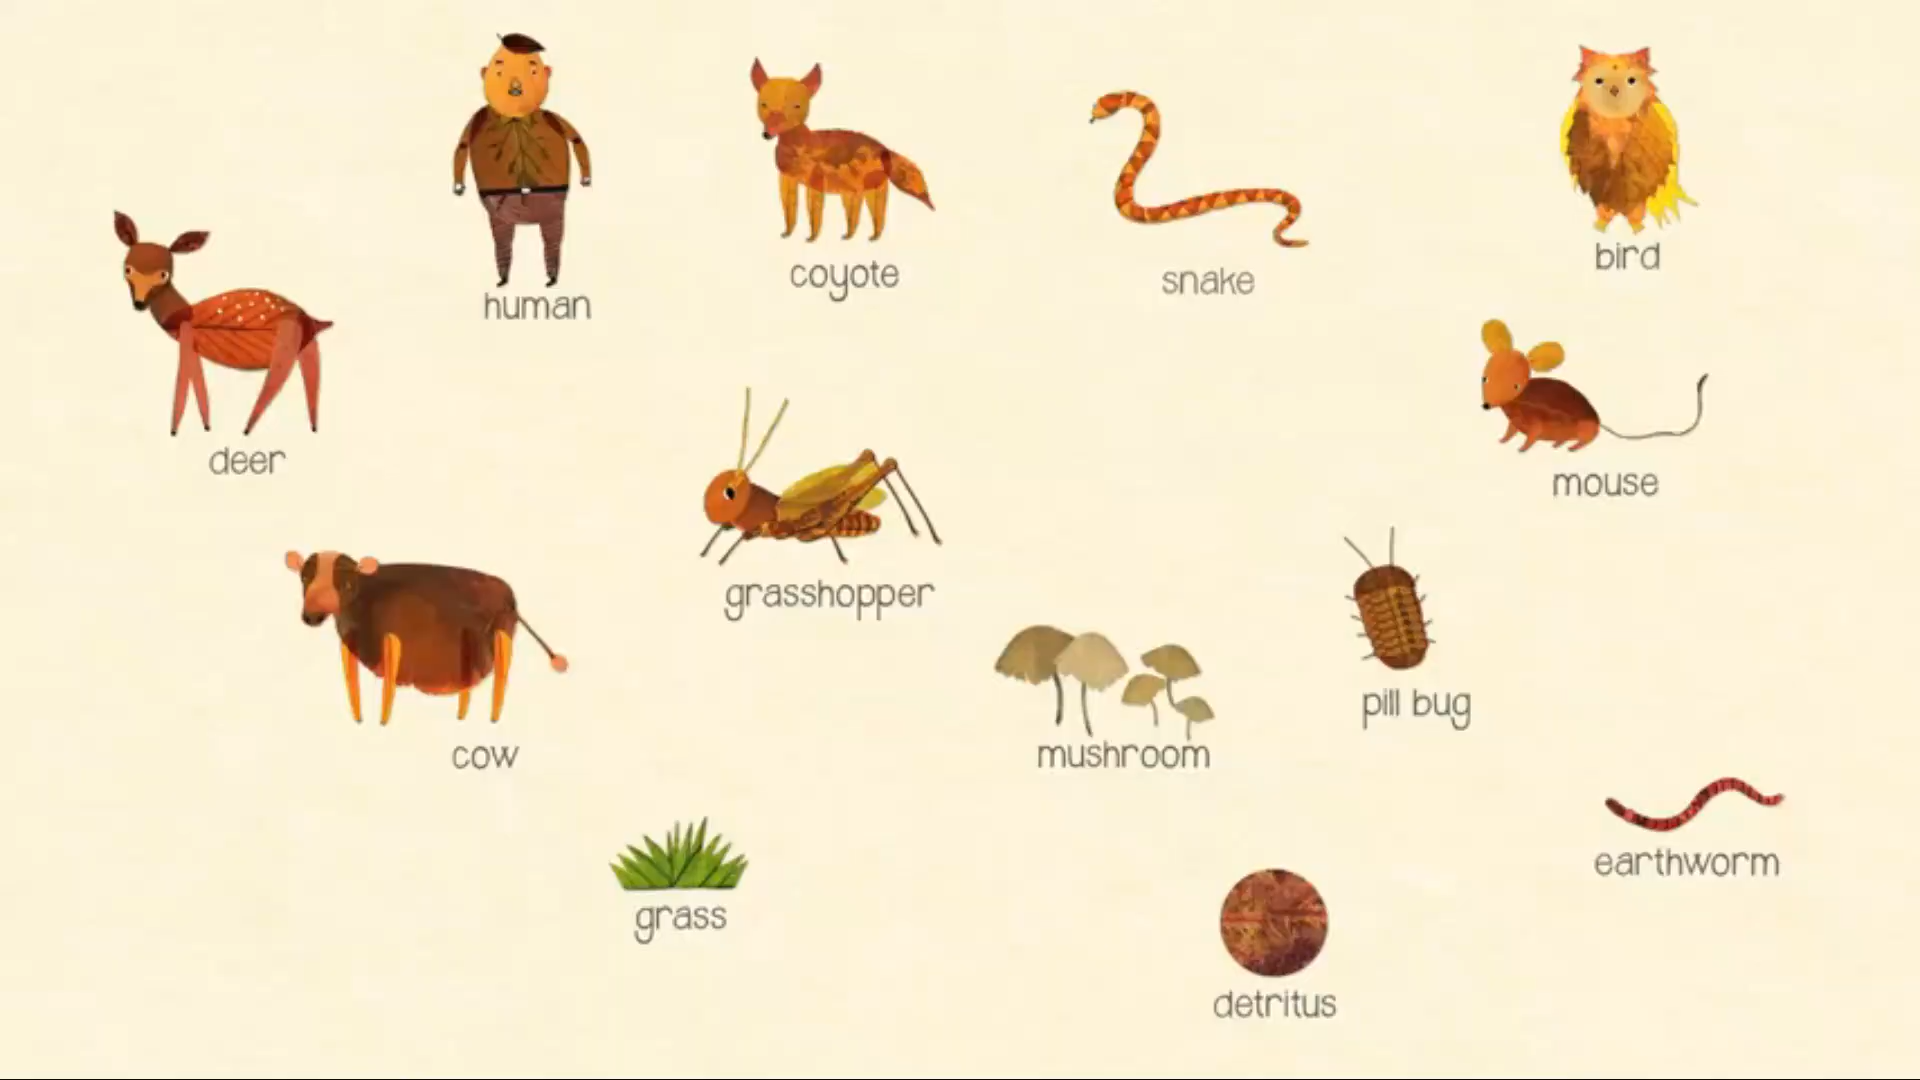 bird
coyote
snake
human
deer
mouse
grasshopper
pill bug
cow
mushroom
earthworm
grass
detritus